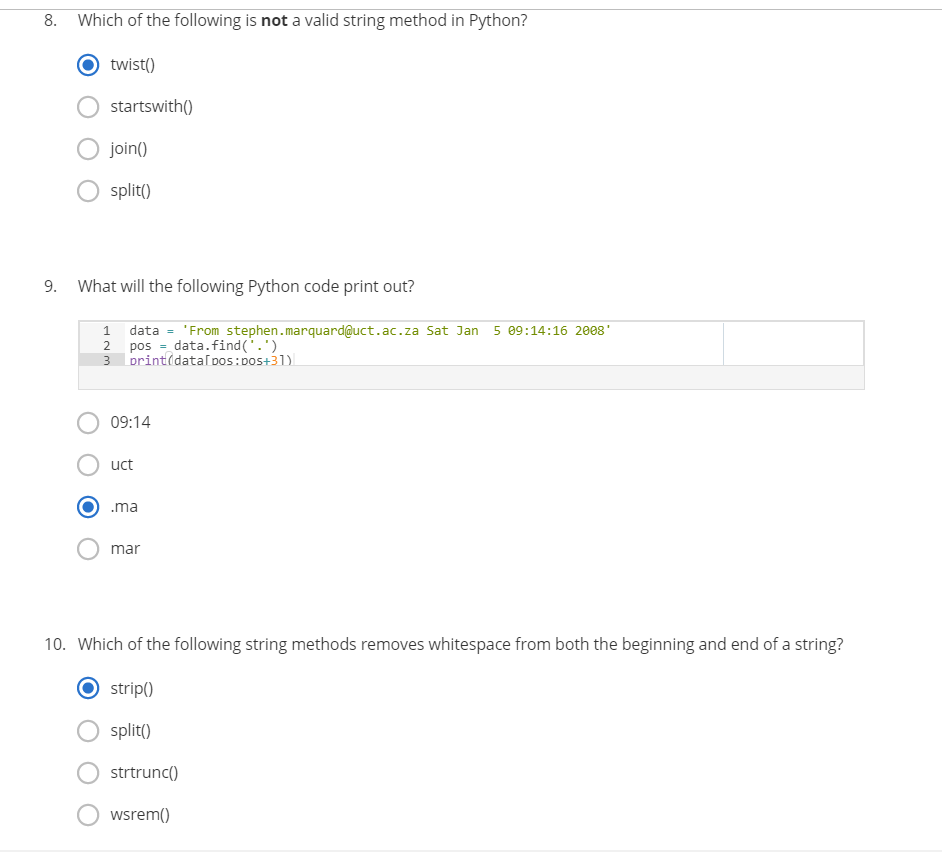 8. Which of the following is not a valid string method in Python?
twist()
startswith()
join()
split()
9. What will the following Python code print out?
1 data = 'From stephen.marquard@uct.ac.za Sat Jan  5 09:14:16 2008'
2 pos = data.find('.')
3 print(data[pos:pos+3])
09:14
uct
.ma
mar
10. Which of the following string methods removes whitespace from both the beginning and end of a string?
strip()
split()
strtrunc()
wsrem()